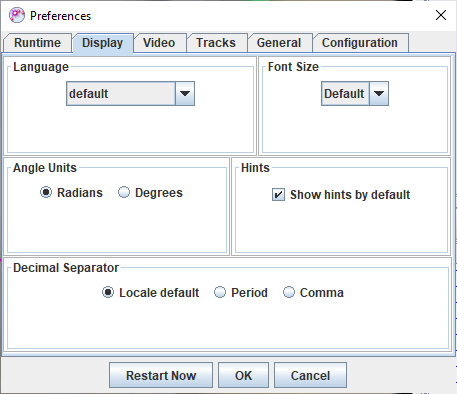 Preferences
Runtime Display Video Tracks General Configuration
Language Font Size
default Default
Angle Units Hints
Radians Degrees Show hints by default
Decimal Separator
Locale default Period Comma
Restart Now OK Cancel